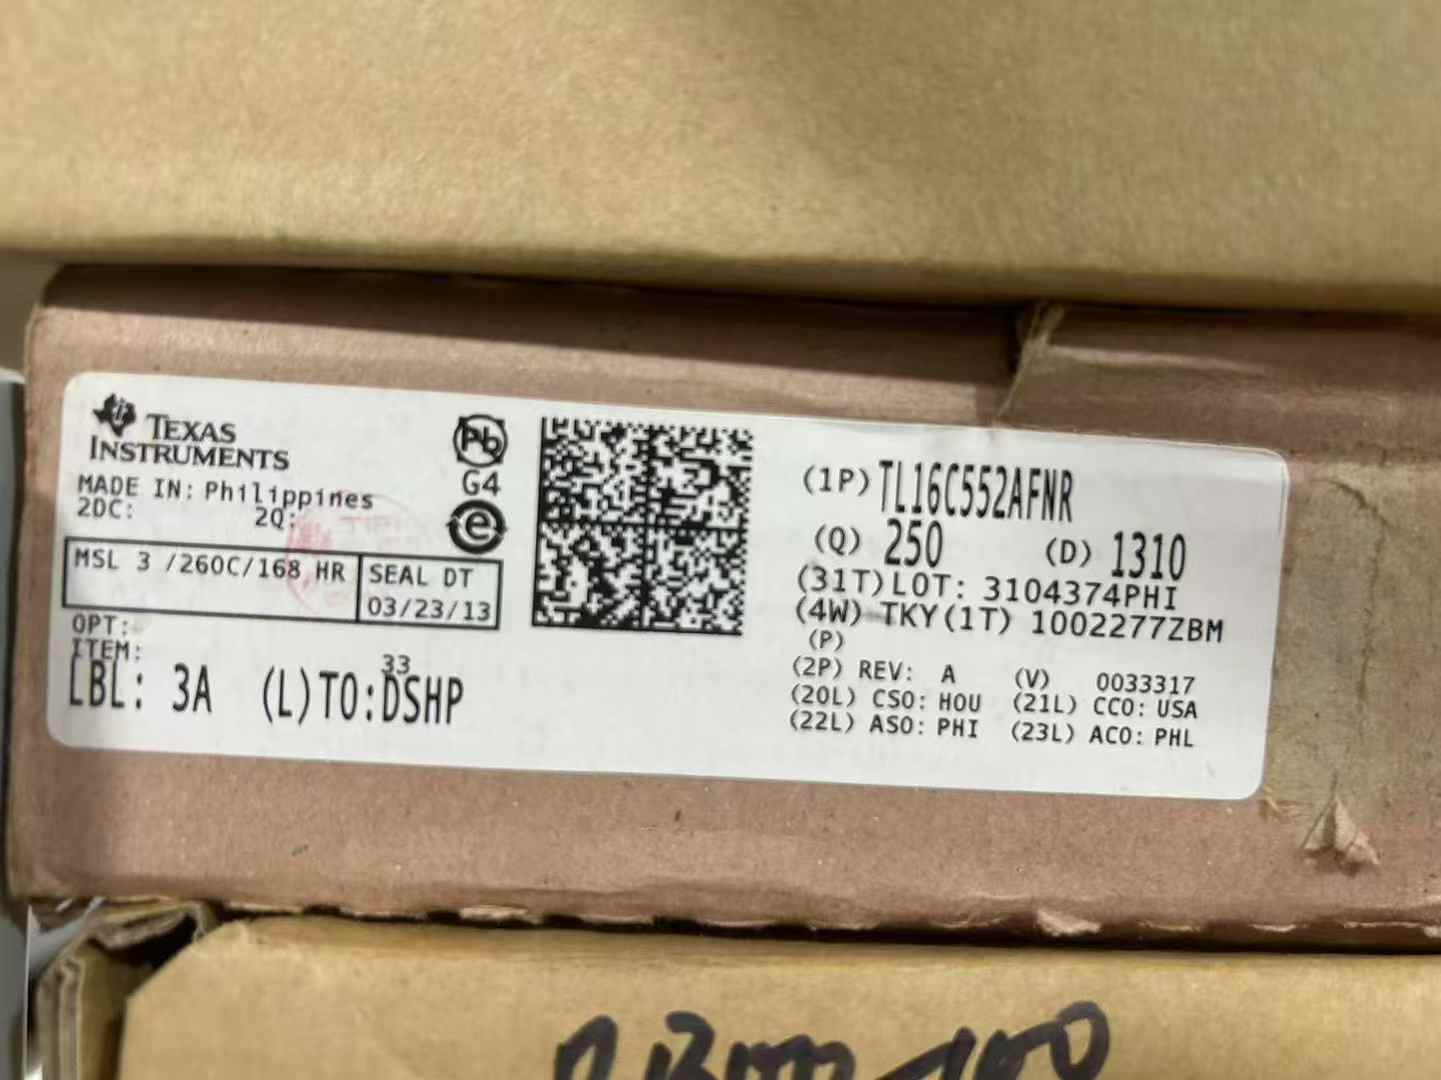 TEXAS
INSTRUMENTS
MADE IN: Philippines
2DC: 2Q:
MSL 3 /260C/168 HR
SEAL DT
03/23/13
OPT:
ITEM:
LBL: 3A (L)TO:DSHP
33
Pb
G4
e
(1P) TL16C552AFNR
(Q) 250 (D) 1310
(31T)LOT: 3104374PHI
(4W) TKY(1T) 1002277ZBM
(P)
(2P) REV: A (V) 0033317
(20L) CSO: HOU (21L) CCO: USA
(22L) ASO: PHI (23L) ACO: PHL